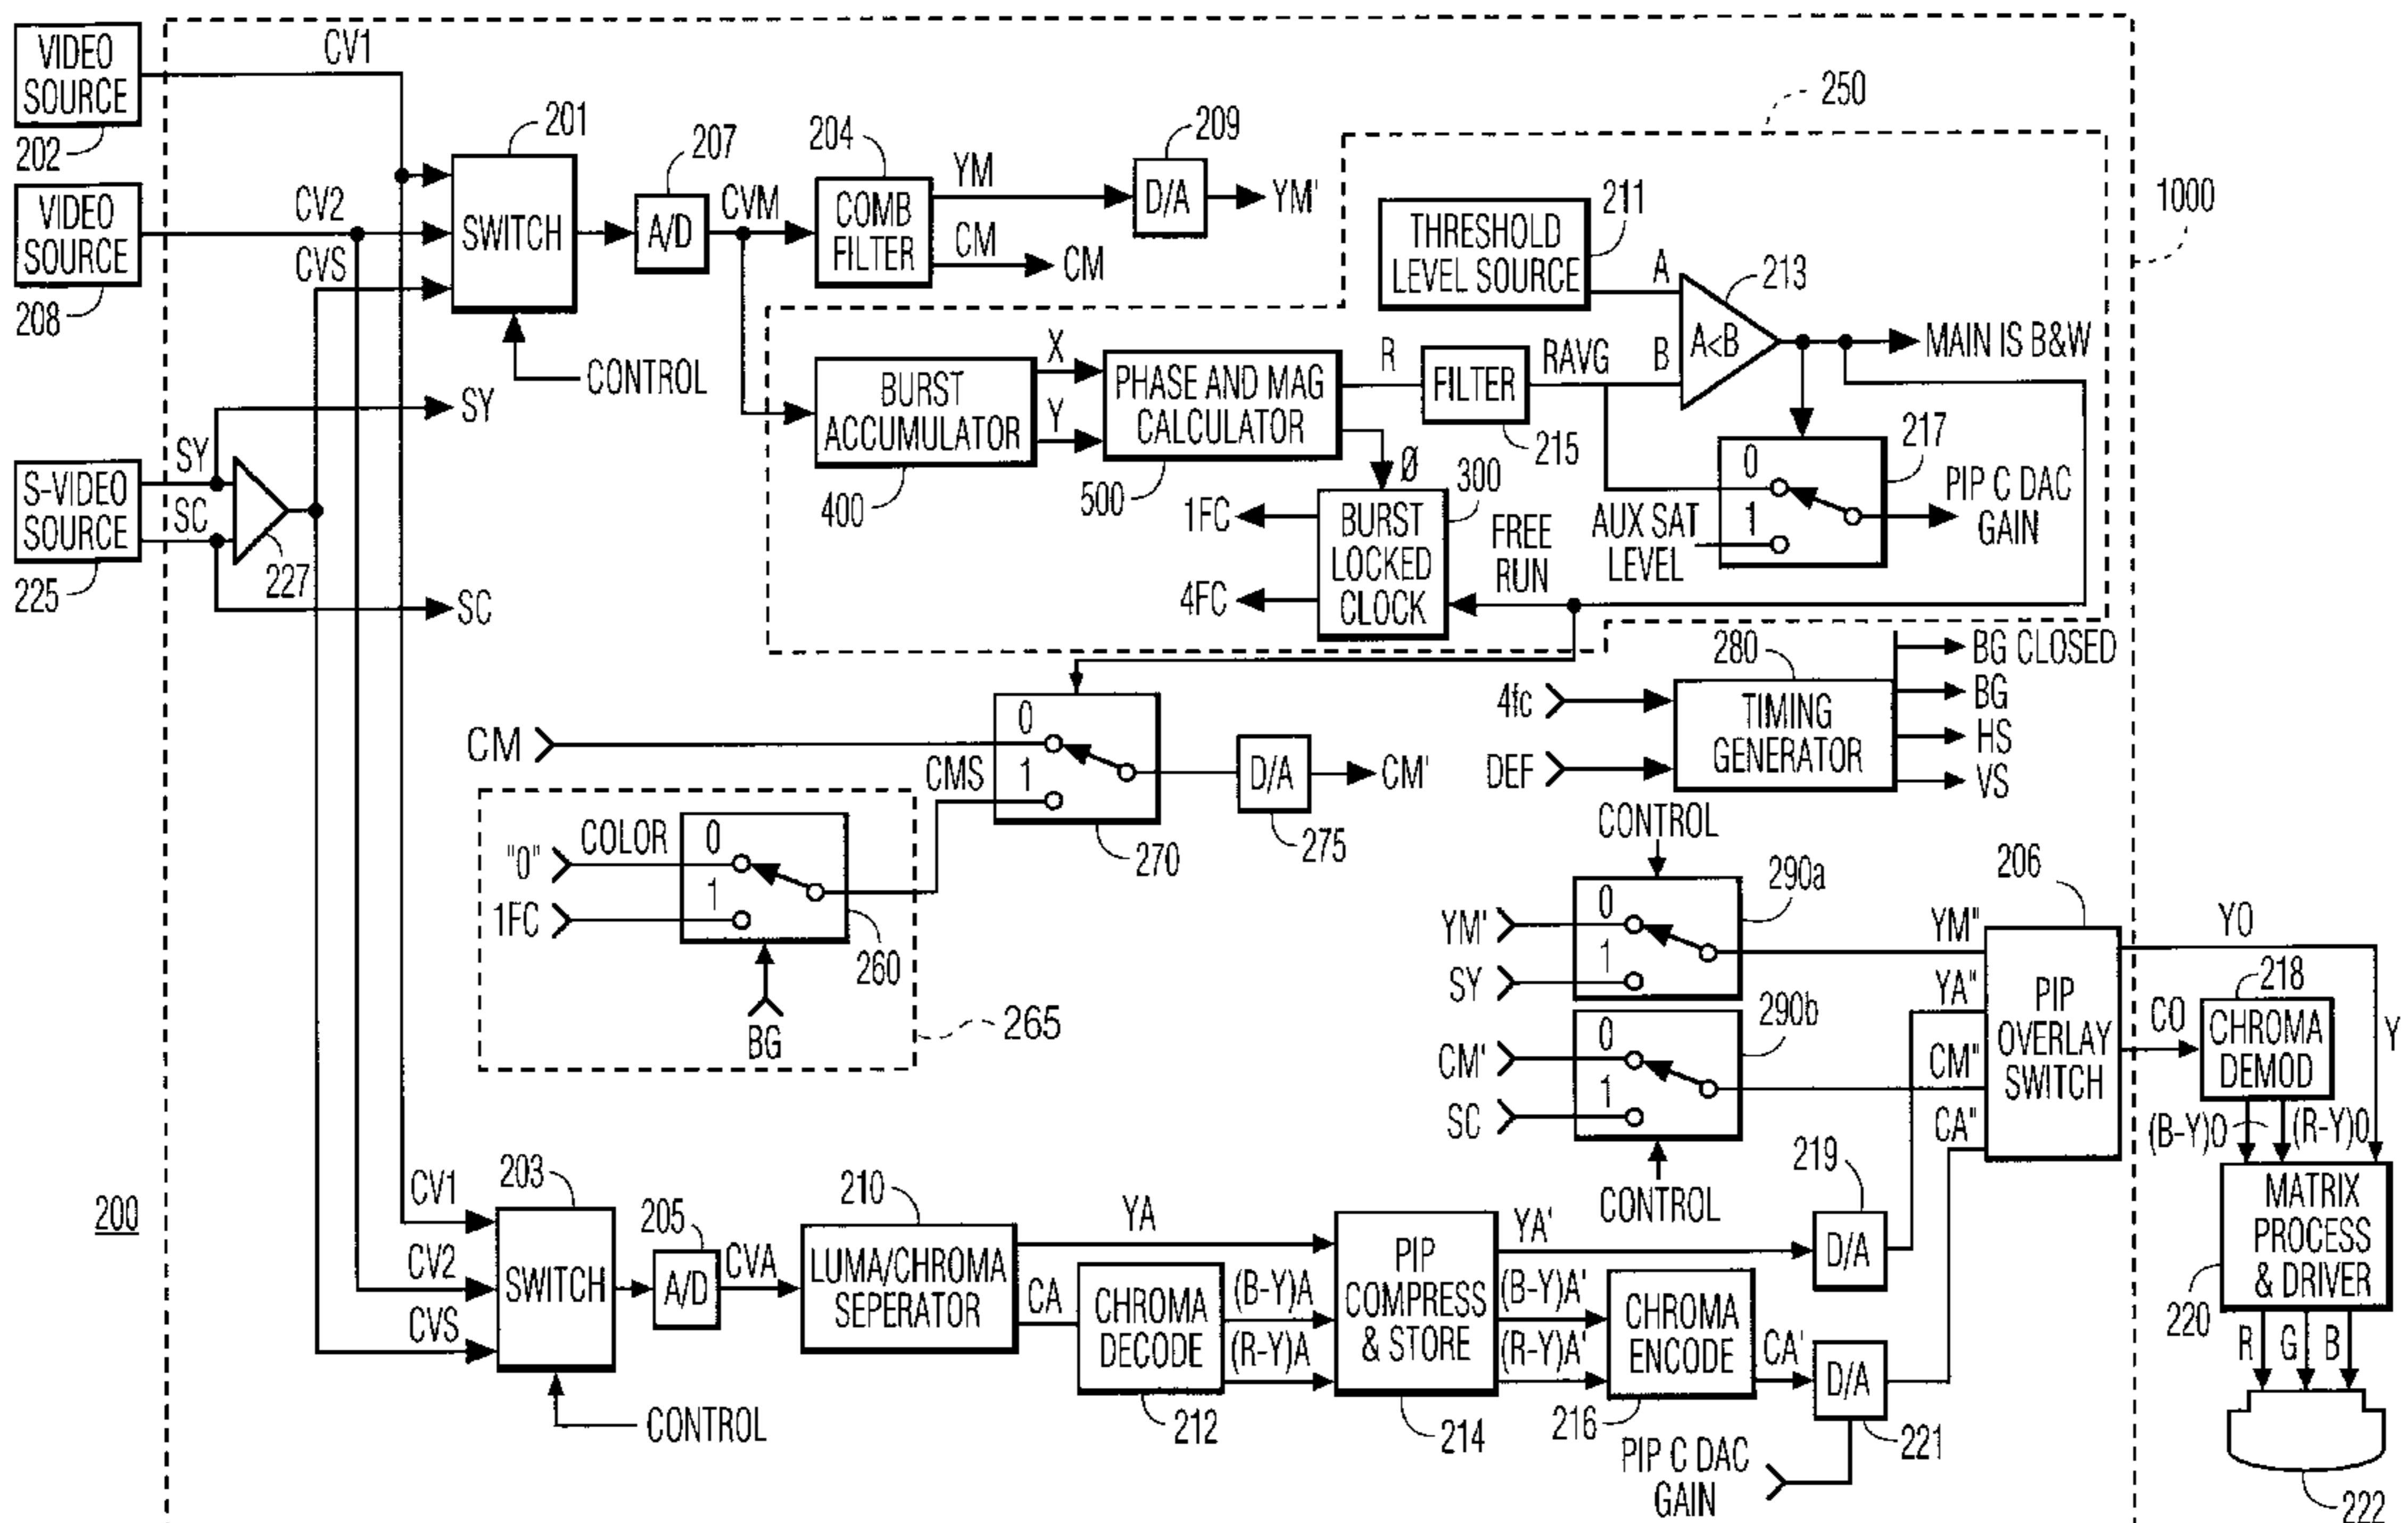 VIDEO
SOURCE
202
CV1
VIDEO
SOURCE
208
CV2
CVS
201
SWITCH
CONTROL
207
A/D
CVM
204
COMB
FILTER
YM
CM
CM
209
D/A
YM'
250
1000
THRESHOLD
LEVEL SOURCE
211
A
B
A<B
213
MAIN IS B&W
BURST
ACCUMULATOR
400
X
Y
PHASE AND MAG
CALCULATOR
500
R
Ø
FILTER
215
RAVG
217
0
1
AUX SAT
LEVEL
PIP C DAC
GAIN
300
BURST
LOCKED
CLOCK
1FC
4FC
FREE
RUN
S-VIDEO
SOURCE
225
SY
SC
227
SY
SC
280
4fc
DEF
TIMING
GENERATOR
BG CLOSED
BG
HS
VS
CM
CMS
0
1
270
D/A
275
CM'
"0"
COLOR
1FC
0
1
260
BG
265
CONTROL
YM'
SY
0
1
290a
CM'
SC
0
1
290b
CONTROL
YM"
YA"
CM"
CA"
206
PIP
OVERLAY
SWITCH
YO
CO
218
CHROMA
DEMOD
Y
(B-Y)O
(R-Y)O
MATRIX
PROCESS
& DRIVER
220
R
G
B
222
200
CV1
CV2
CVS
203
SWITCH
CONTROL
205
A/D
CVA
210
LUMA/CHROMA
SEPERATOR
YA
CA
CHROMA
DECODE
212
(B-Y)A
(R-Y)A
PIP
COMPRESS
& STORE
214
YA'
(B-Y)A'
(R-Y)A'
CHROMA
ENCODE
216
CA'
219
D/A
D/A
221
PIP C DAC
GAIN